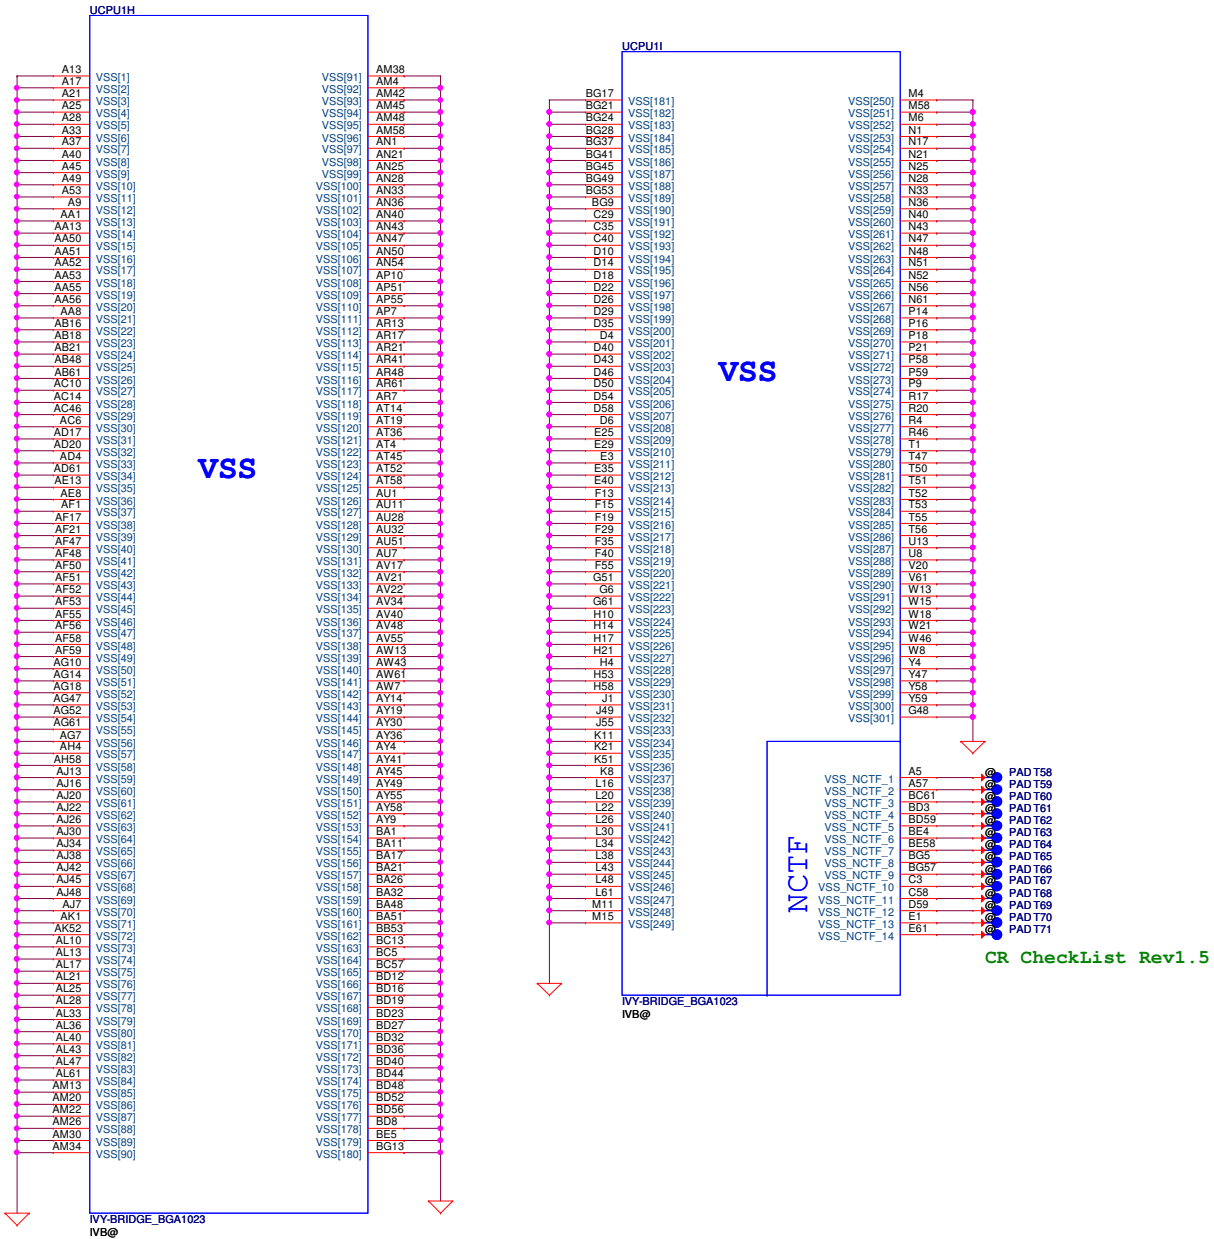 UCPU1H
A13 VSS[1] VSS[91] AM38
A17 VSS[2] VSS[92] AM4
A21 VSS[3] VSS[93] AM42
A25 VSS[4] VSS[94] AM45
A28 VSS[5] VSS[95] AM48
A33 VSS[6] VSS[96] AM58
A37 VSS[7] VSS[97] AN1
A40 VSS[8] VSS[98] AN21
A45 VSS[9] VSS[99] AN25
A49 VSS[10] VSS[100] AN28
A53 VSS[11] VSS[101] AN33
A9 VSS[12] VSS[102] AN36
AA1 VSS[13] VSS[103] AN40
AA13 VSS[14] VSS[104] AN43
AA50 VSS[15] VSS[105] AN47
AA51 VSS[16] VSS[106] AN50
AA52 VSS[17] VSS[107] AN54
AA53 VSS[18] VSS[108] AP10
AA55 VSS[19] VSS[109] AP51
AA56 VSS[20] VSS[110] AP55
AA8 VSS[21] VSS[111] AP7
AB16 VSS[22] VSS[112] AR13
AB18 VSS[23] VSS[113] AR17
AB21 VSS[24] VSS[114] AR21
AB48 VSS[25] VSS[115] AR41
AB61 VSS[26] VSS[116] AR48
AC10 VSS[27] VSS[117] AR61
AC14 VSS[28] VSS[118] AR7
AC46 VSS[29] VSS[119] AT14
AC6 VSS[30] VSS[120] AT19
AD17 VSS[31] VSS[121] AT36
AD20 VSS[32] VSS[122] AT4
AD4 VSS[33] VSS[123] AT45
AD61 VSS[34] VSS[124] AT52
AE13 VSS[35] VSS[125] AT58
AE8 VSS[36] VSS[126] AU1
AF1 VSS[37] VSS[127] AU11
AF17 VSS[38] VSS[128] AU28
AF21 VSS[39] VSS[129] AU32
AF47 VSS[40] VSS[130] AU51
AF48 VSS[41] VSS[131] AU7
AF50 VSS[42] VSS[132] AV17
AF51 VSS[43] VSS[133] AV21
AF52 VSS[44] VSS[134] AV22
AF53 VSS[45] VSS[135] AV34
AF55 VSS[46] VSS[136] AV40
AF56 VSS[47] VSS[137] AV48
AF58 VSS[48] VSS[138] AV55
AF59 VSS[49] VSS[139] AW13
AG10 VSS[50] VSS[140] AW43
AG14 VSS[51] VSS[141] AW61
AG18 VSS[52] VSS[142] AW7
AG47 VSS[53] VSS[143] AY14
AG52 VSS[54] VSS[144] AY19
AG61 VSS[55] VSS[145] AY30
AG7 VSS[56] VSS[146] AY36
AH4 VSS[57] VSS[147] AY4
AH58 VSS[58] VSS[148] AY41
AJ13 VSS[59] VSS[149] AY45
AJ16 VSS[60] VSS[150] AY49
AJ20 VSS[61] VSS[151] AY55
AJ22 VSS[62] VSS[152] AY58
AJ26 VSS[63] VSS[153] AY9
AJ30 VSS[64] VSS[154] BA1
AJ34 VSS[65] VSS[155] BA11
AJ38 VSS[66] VSS[156] BA17
AJ42 VSS[67] VSS[157] BA21
AJ45 VSS[68] VSS[158] BA26
AJ48 VSS[69] VSS[159] BA32
AJ7 VSS[70] VSS[160] BA48
AK1 VSS[71] VSS[161] BA51
AK52 VSS[72] VSS[162] BB53
AL10 VSS[73] VSS[163] BC13
AL13 VSS[74] VSS[164] BC5
AL17 VSS[75] VSS[165] BC57
AL21 VSS[76] VSS[166] BD12
AL25 VSS[77] VSS[167] BD16
AL28 VSS[78] VSS[168] BD19
AL33 VSS[79] VSS[169] BD23
AL36 VSS[80] VSS[170] BD27
AL40 VSS[81] VSS[171] BD32
AL43 VSS[82] VSS[172] BD36
AL47 VSS[83] VSS[173] BD40
AL61 VSS[84] VSS[174] BD44
AM13 VSS[85] VSS[175] BD48
AM20 VSS[86] VSS[176] BD52
AM22 VSS[87] VSS[177] BD56
AM26 VSS[88] VSS[178] BD8
AM30 VSS[89] VSS[179] BE5
AM34 VSS[90] VSS[180] BG13
VSS
IVY-BRIDGE_BGA1023
IVB@
UCPU1I
BG17 VSS[181] VSS[250] M4
BG21 VSS[182] VSS[251] M58
BG24 VSS[183] VSS[252] M6
BG28 VSS[184] VSS[253] N1
BG37 VSS[185] VSS[254] N17
BG41 VSS[186] VSS[255] N21
BG45 VSS[187] VSS[256] N25
BG49 VSS[188] VSS[257] N28
BG53 VSS[189] VSS[258] N33
BG9 VSS[190] VSS[259] N36
C29 VSS[191] VSS[260] N40
C35 VSS[192] VSS[261] N43
C40 VSS[193] VSS[262] N47
D10 VSS[194] VSS[263] N48
D14 VSS[195] VSS[264] N51
D18 VSS[196] VSS[265] N52
D22 VSS[197] VSS[266] N56
D26 VSS[198] VSS[267] N61
D29 VSS[199] VSS[268] P14
D35 VSS[200] VSS[269] P16
D4 VSS[201] VSS[270] P18
D40 VSS[202] VSS[271] P21
D43 VSS[203] VSS[272] P58
D46 VSS[204] VSS[273] P59
D50 VSS[205] VSS[274] P9
D54 VSS[206] VSS[275] R17
D58 VSS[207] VSS[276] R20
D6 VSS[208] VSS[277] R4
E25 VSS[209] VSS[278] R46
E29 VSS[210] VSS[279] T1
E3 VSS[211] VSS[280] T47
E35 VSS[212] VSS[281] T50
E40 VSS[213] VSS[282] T51
F13 VSS[214] VSS[283] T52
F15 VSS[215] VSS[284] T53
F19 VSS[216] VSS[285] T55
F29 VSS[217] VSS[286] T56
F35 VSS[218] VSS[287] U13
F40 VSS[219] VSS[288] U8
F55 VSS[220] VSS[289] V20
G51 VSS[221] VSS[290] V61
G6 VSS[222] VSS[291] W13
G61 VSS[223] VSS[292] W15
H10 VSS[224] VSS[293] W18
H14 VSS[225] VSS[294] W21
H17 VSS[226] VSS[295] W46
H21 VSS[227] VSS[296] W8
H4 VSS[228] VSS[297] Y4
H53 VSS[229] VSS[298] Y47
H58 VSS[230] VSS[299] Y58
J1 VSS[231] VSS[300] Y59
J49 VSS[232] VSS[301] G48
J55 VSS[233]
K11 VSS[234]
K21 VSS[235]
K51 VSS[236]
K8 VSS[237]
L16 VSS[238]
L20 VSS[239]
L22 VSS[240]
L26 VSS[241]
L30 VSS[242]
L34 VSS[243]
L38 VSS[244]
L43 VSS[245]
L48 VSS[246]
L61 VSS[247]
M11 VSS[248]
M15 VSS[249]
VSS
VSS_NCTF_1 A5 @ PAD T58
VSS_NCTF_2 A57 @ PAD T59
VSS_NCTF_3 BC61 @ PAD T60
VSS_NCTF_4 BD3 @ PAD T61
VSS_NCTF_5 BD59 @ PAD T62
VSS_NCTF_6 BE4 @ PAD T63
VSS_NCTF_7 BE58 @ PAD T64
VSS_NCTF_8 BG5 @ PAD T65
VSS_NCTF_9 BG57 @ PAD T66
VSS_NCTF_10 C3 @ PAD T67
VSS_NCTF_11 C58 @ PAD T68
VSS_NCTF_12 D59 @ PAD T69
VSS_NCTF_13 E1 @ PAD T70
VSS_NCTF_14 E61 @ PAD T71
NCTF
CR CheckList Rev1.5
IVY-BRIDGE_BGA1023
IVB@